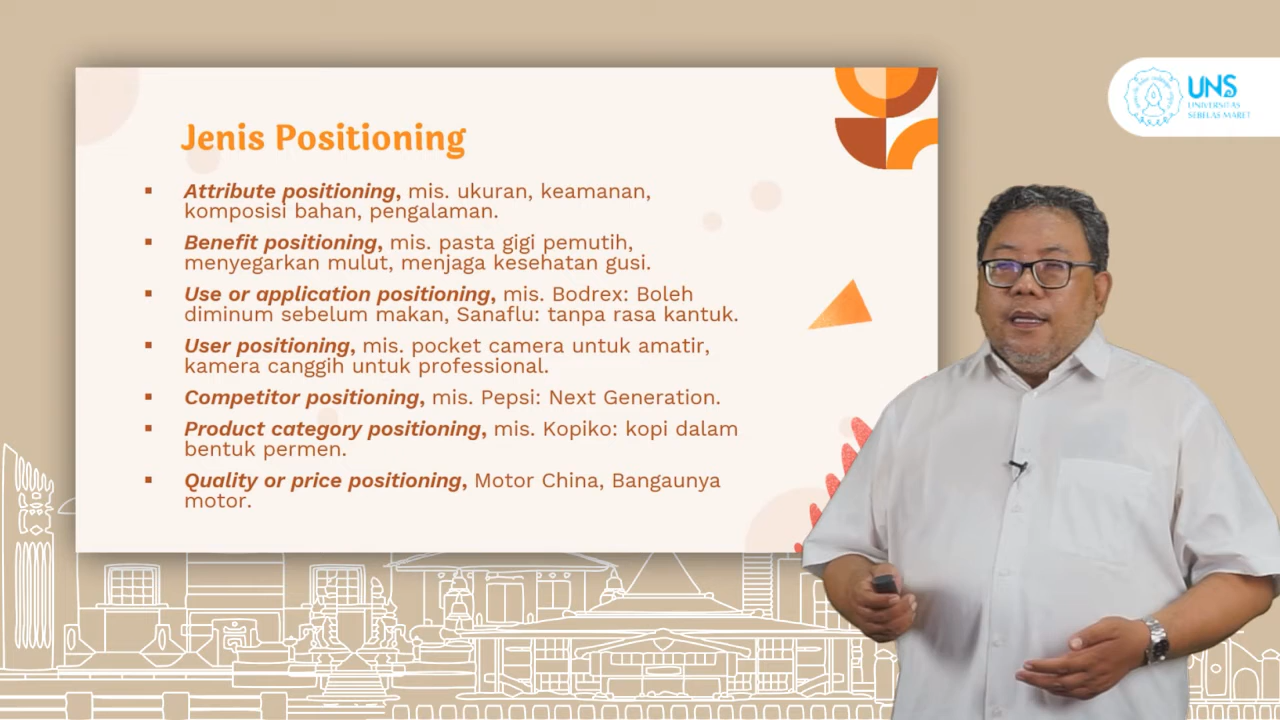 Jenis Positioning
▪ Attribute positioning, mis. ukuran, keamanan,
komposisi bahan, pengalaman.
▪ Benefit positioning, mis. pasta gigi pemutih,
menyegarkan mulut, menjaga kesehatan gusi.
▪ Use or application positioning, mis. Bodrex: Boleh
diminum sebelum makan, Sanaflu: tanpa rasa kantuk.
▪ User positioning, mis. pocket camera untuk amatir,
kamera canggih untuk professional.
▪ Competitor positioning, mis. Pepsi: Next Generation.
▪ Product category positioning, mis. Kopiko: kopi dalam
bentuk permen.
▪ Quality or price positioning, Motor China, Bangaunya
motor.
UNS
UNIVERSITAS
SEBELAS MARET